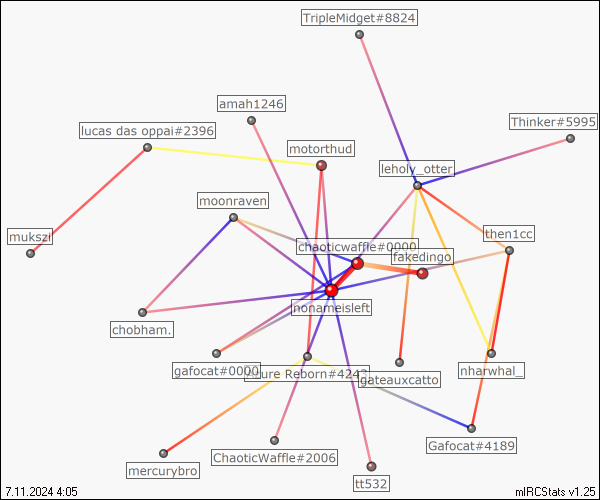 TripleMidget#8824
amah1246
Thinker#5995
lucas das oppai#2396
motorthud
leholy_otter
moonraven
mukszi
then1cc
chaoticwaffle#0000
fakedingo
nonameisleft
chobham.
gafocat#0000
Reborn#4242
gateauxcatto
nharwhal_
Gafocat#4189
ChaoticWaffle#2006
mercurybro
tt532
7.11.2024 4:05
mIRCStats v1.25